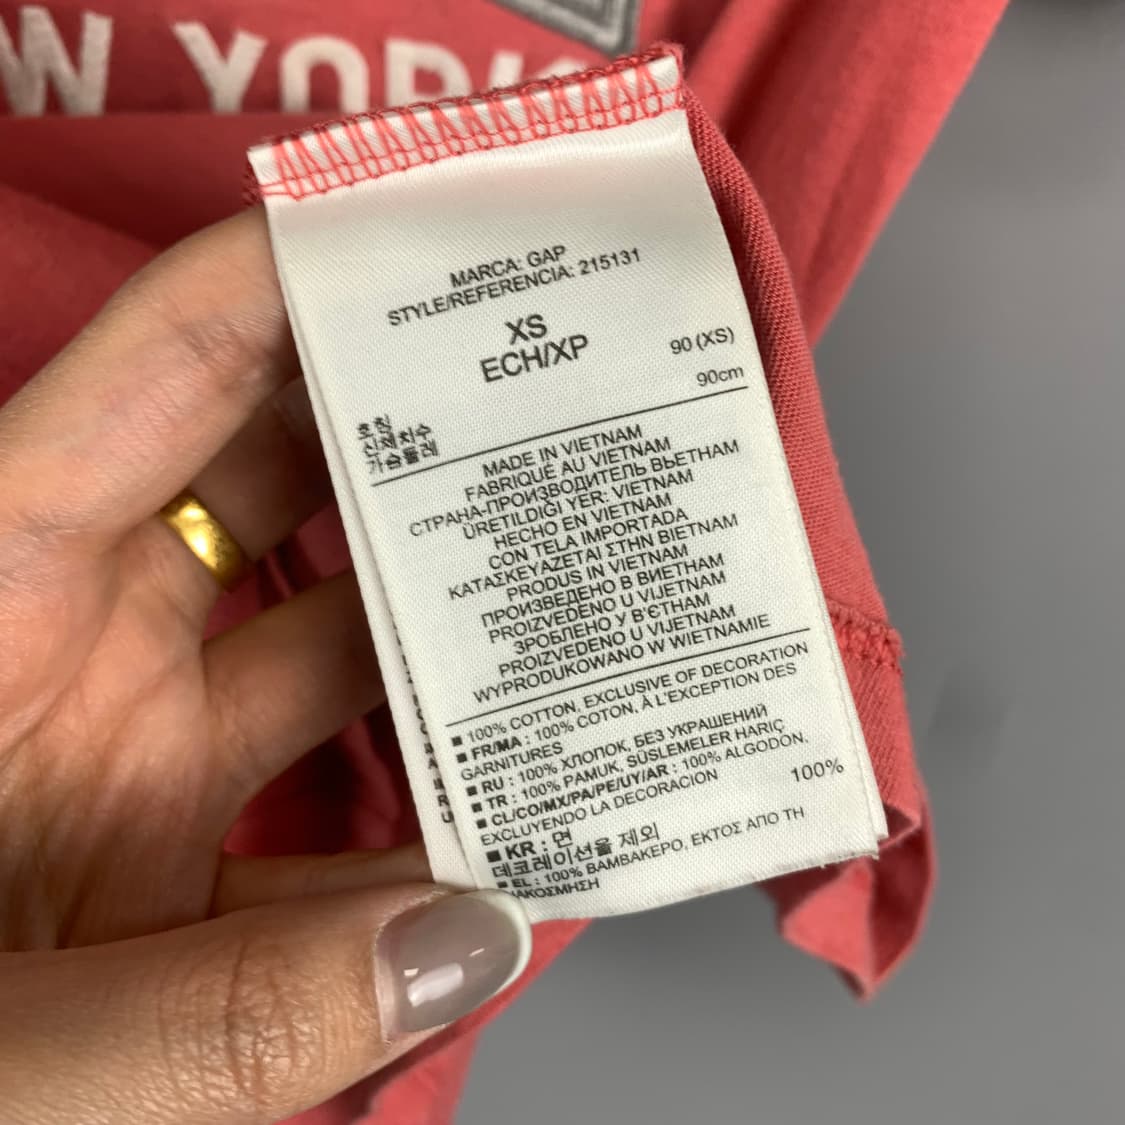 W YORK
MARCA: GAP
STYLE/REFERENCIA: 215131
XS
ECH/XP
호칭 90 (XS)
신체치수
가슴둘레 90cm
MADE IN VIETNAM
FABRIQUÉ AU VIETNAM
СТРАНА-ПРОИЗВОДИТЕЛЬ ВЬЕТНАМ
ÜRETILDIĞI YER: VIETNAM
HECHO EN VIETNAM
CON TELA IMPORTADA
ΚΑΤΑΣΚΕΥΑΖΕΤΑΙ ΣΤΗΝ ΒΙΕΤΝΑΜ
PRODUS IN VIETNAM
ПРОИЗВЕДЕНО В ВИЕТНАМ
PROIZVEDENO U VIJETNAM
ЗРОБЛЕНО У В'ЄТНАМ
PROIZVEDENO U VIJETNAM
WYPRODUKOWANO W WIETNAMIE
■ 100% COTTON, EXCLUSIVE OF DECORATION
■ FR/MA : 100% COTON, À L'EXCEPTION DES
GARNITURES
■ RU : 100% ХЛОПОК, БЕЗ УКРАШЕНИЙ
■ TR : 100% PAMUK, SÜSLEMELER HARIÇ
■ CL/CO/MX/PA/PE/UY/AR : 100% ALGODÓN,
EXCLUYENDO LA DECORACION
■ KR : 면 100%
데코레이션을 제외
■ EL : 100% ΒΑΜΒΑΚΕΡΟ, ΕΚΤΟΣ ΑΠΟ ΤΗ